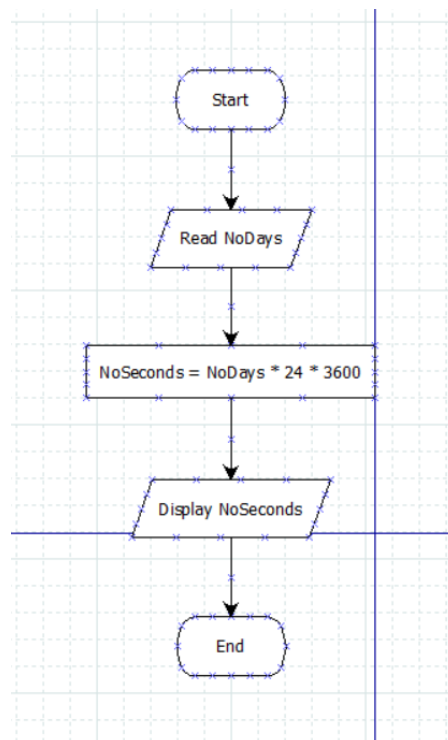 Start
Read NoDays
NoSeconds = NoDays * 24 * 3600
Display NoSeconds
End